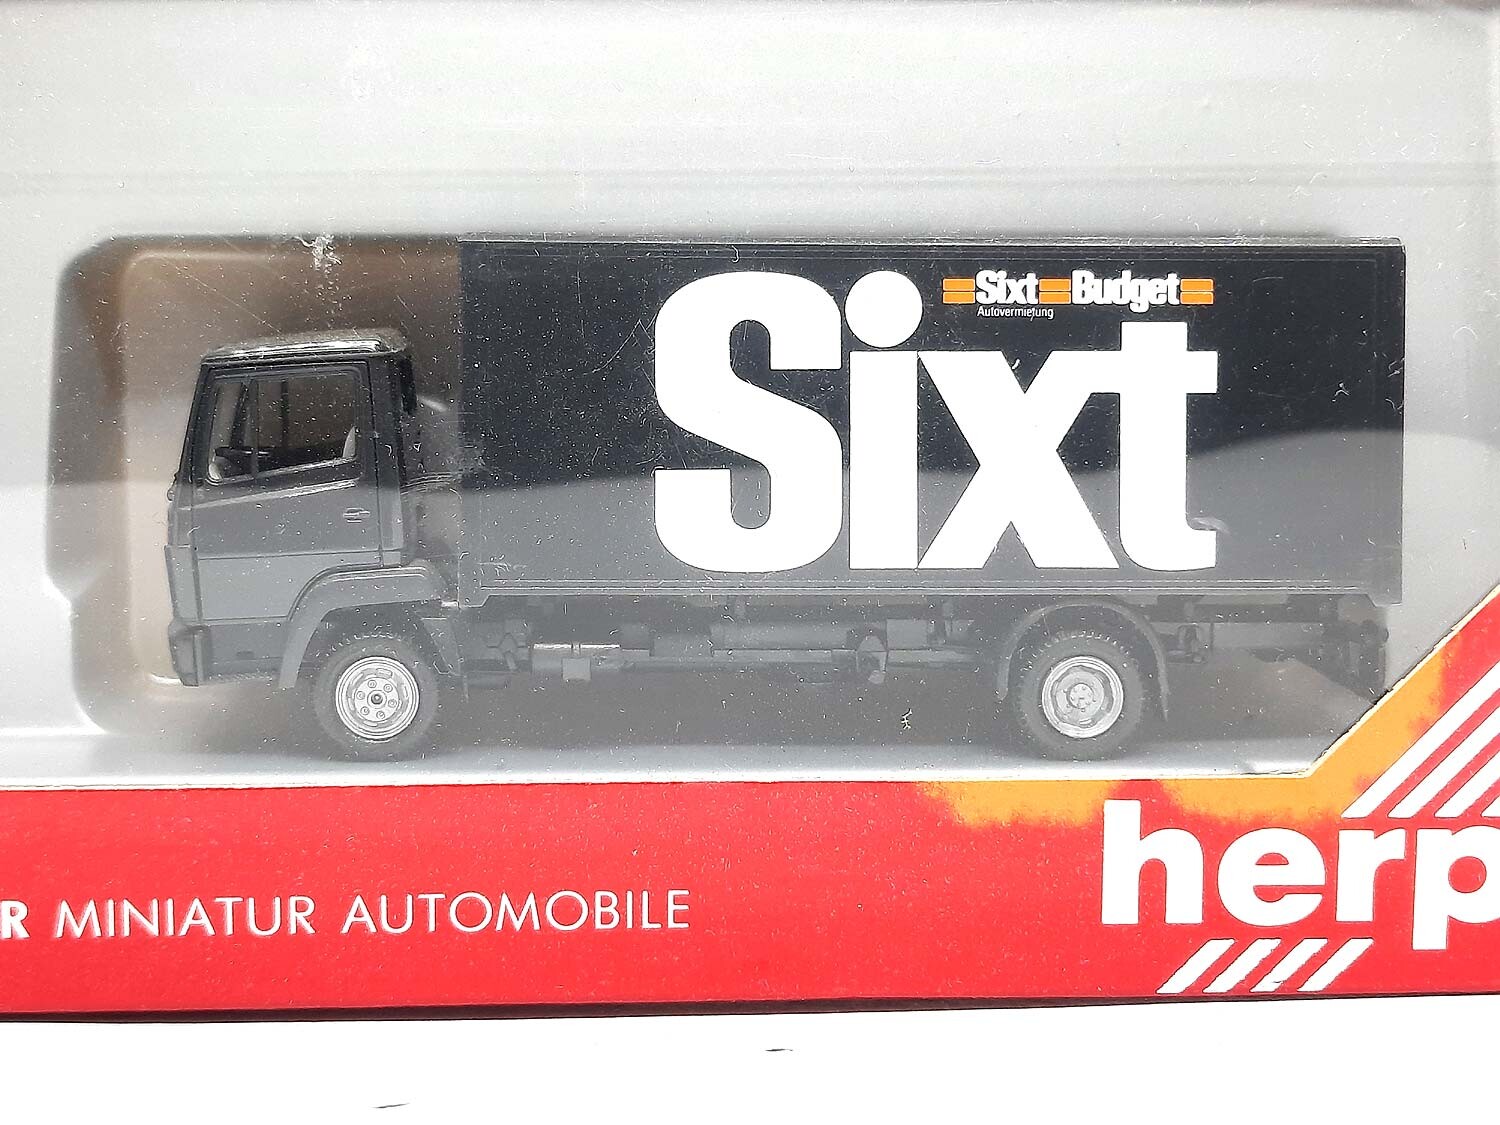 Sixt Budget
Autovermietung
Sixt
R MINIATUR AUTOMOBILE
herp